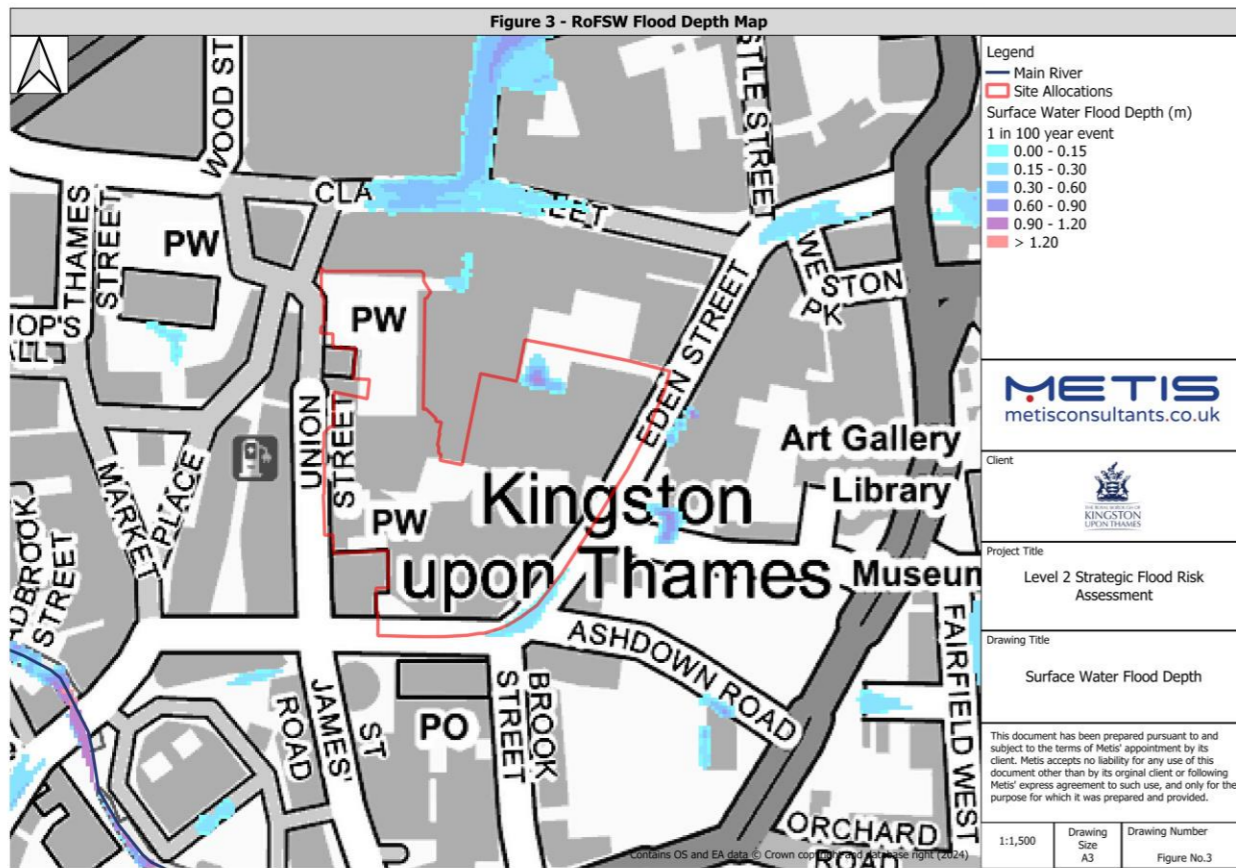 Figure 3 - RoFSW Flood Depth Map
WOOD ST
STLE STREET
CLA
REET
THAMES
STREET
PW
HOP'S
PW
EDEN STREET
WESTON
PK
STON
UNION
STREET
MARKET
PLACE
PW
Kingston
upon Thames
Art Gallery
Library
Museum
ADBROOK
STREET
ASHDOWN ROAD
FAIRFIELD WEST
JAMES'
ST
ROAD
PO
BROOK
STREET
ORCHARD
ROAD
Contains OS and EA data © Crown copyright and database right (2024)
Legend
Main River
Site Allocations
Surface Water Flood Depth (m)
1 in 100 year event
0.00 - 0.15
0.15 - 0.30
0.30 - 0.60
0.60 - 0.90
0.90 - 1.20
> 1.20
METIS
metisconsultants.co.uk
Client
THE ROYAL BOROUGH OF
KINGSTON
UPON THAMES
Project Title
Level 2 Strategic Flood Risk
Assessment
Drawing Title
Surface Water Flood Depth
This document has been prepared pursuant to and
subject to the terms of Metis' appointment by its
client. Metis accepts no liability for any use of this
document other than by its orginal client or following
Metis' express agreement to such use, and only for the
purpose for which it was prepared and provided.
1:1,500
Drawing
Size
A3
Drawing Number
Figure No.3